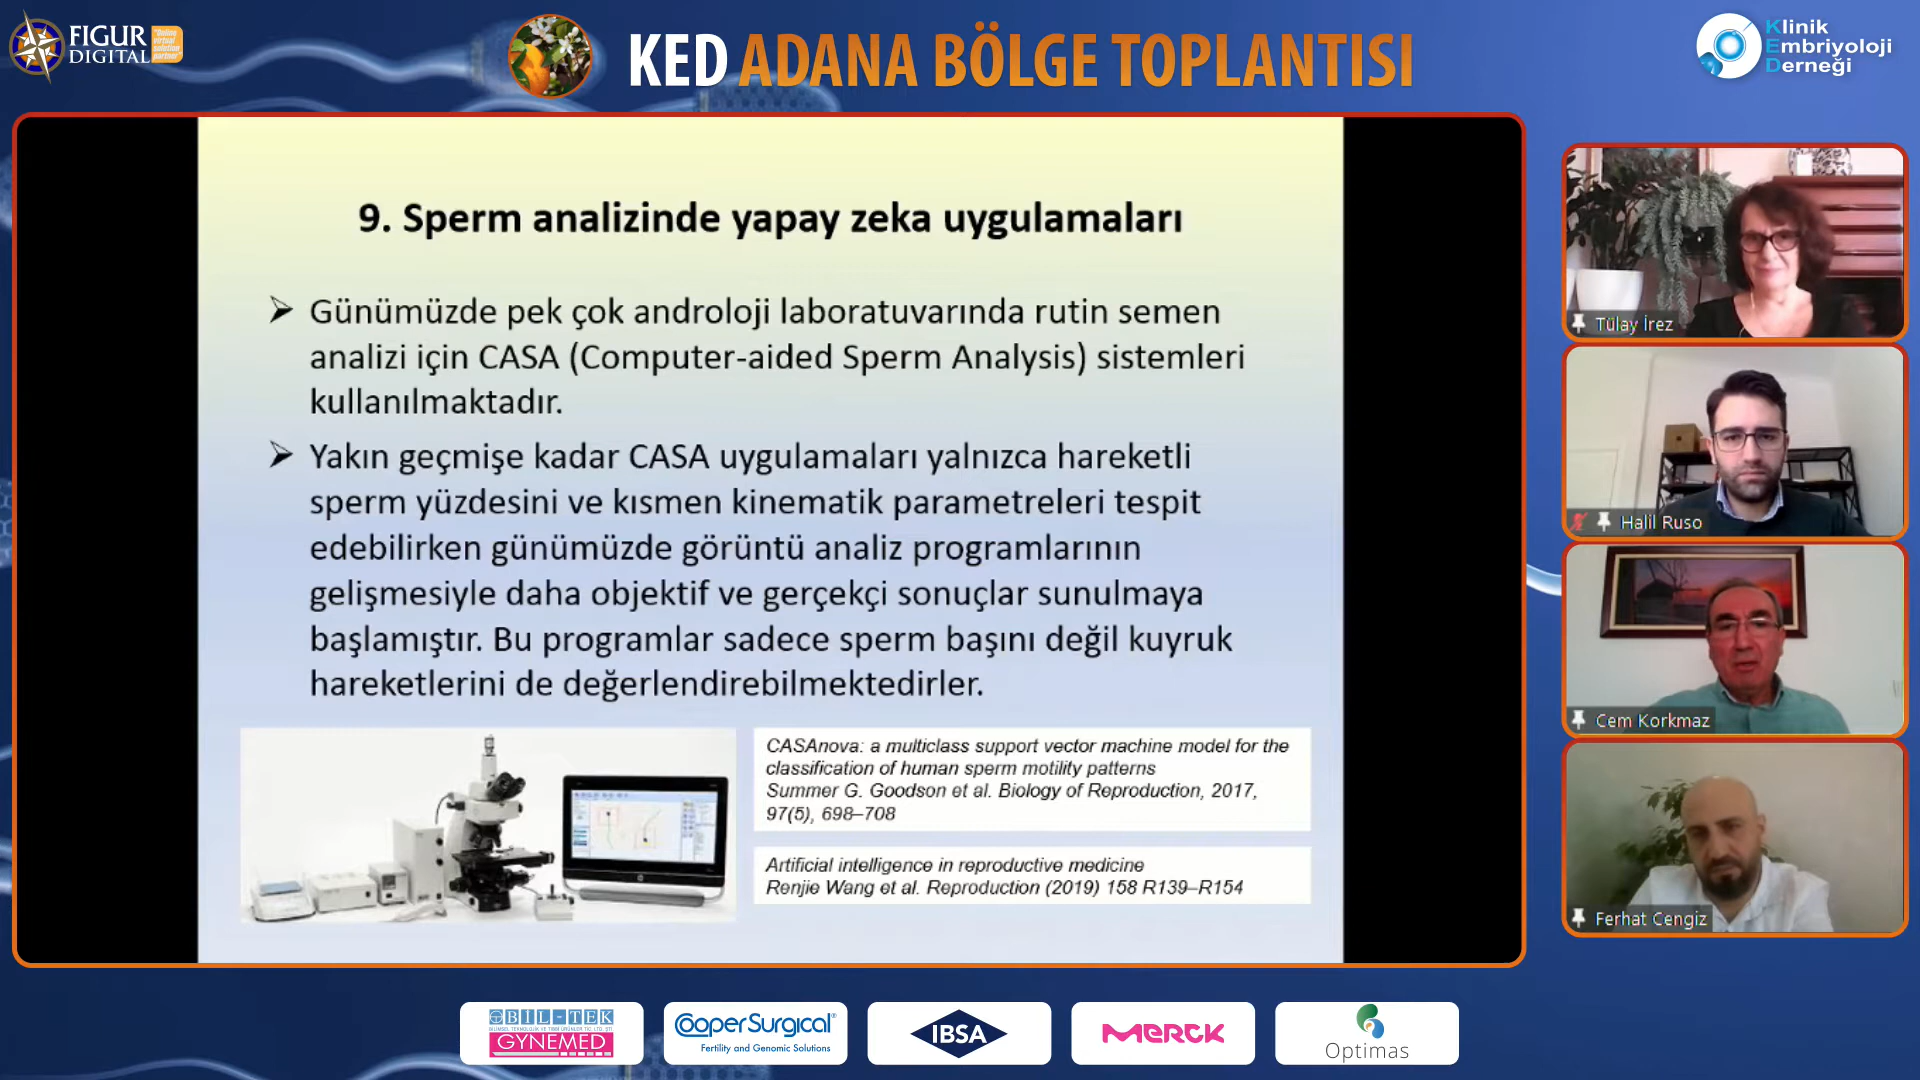 FIGUR
DIGITAL
"Online
virtual
solution
partner"
KED ADANA BÖLGE TOPLANTISI
Klinik
Embriyoloji
Derneği
9. Sperm analizinde yapay zeka uygulamaları
➢ Günümüzde pek çok androloji laboratuvarında rutin semen
analizi için CASA (Computer-aided Sperm Analysis) sistemleri
kullanılmaktadır.
➢ Yakın geçmişe kadar CASA uygulamaları yalnızca hareketli
sperm yüzdesini ve kısmen kinematik parametreleri tespit
edebilirken günümüzde görüntü analiz programlarının
gelişmesiyle daha objektif ve gerçekçi sonuçlar sunulmaya
başlamıştır. Bu programlar sadece sperm başını değil kuyruk
hareketlerini de değerlendirebilmektedirler.
CASAnova: a multiclass support vector machine model for the
classification of human sperm motility patterns
Summer G. Goodson et al. Biology of Reproduction, 2017,
97(5), 698–708
Artificial intelligence in reproductive medicine
Renjie Wang et al. Reproduction (2019) 158 R139–R154
Tülay İrez
Halil Ruso
Cem Korkmaz
Ferhat Cengiz
BİL-TEK
GYNEMED
CooperSurgical®
Fertility and Genomic Solutions
IBSA
MERCK
Optimas